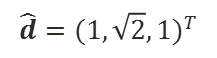 d̂ = (1, √2, 1)ᵀ